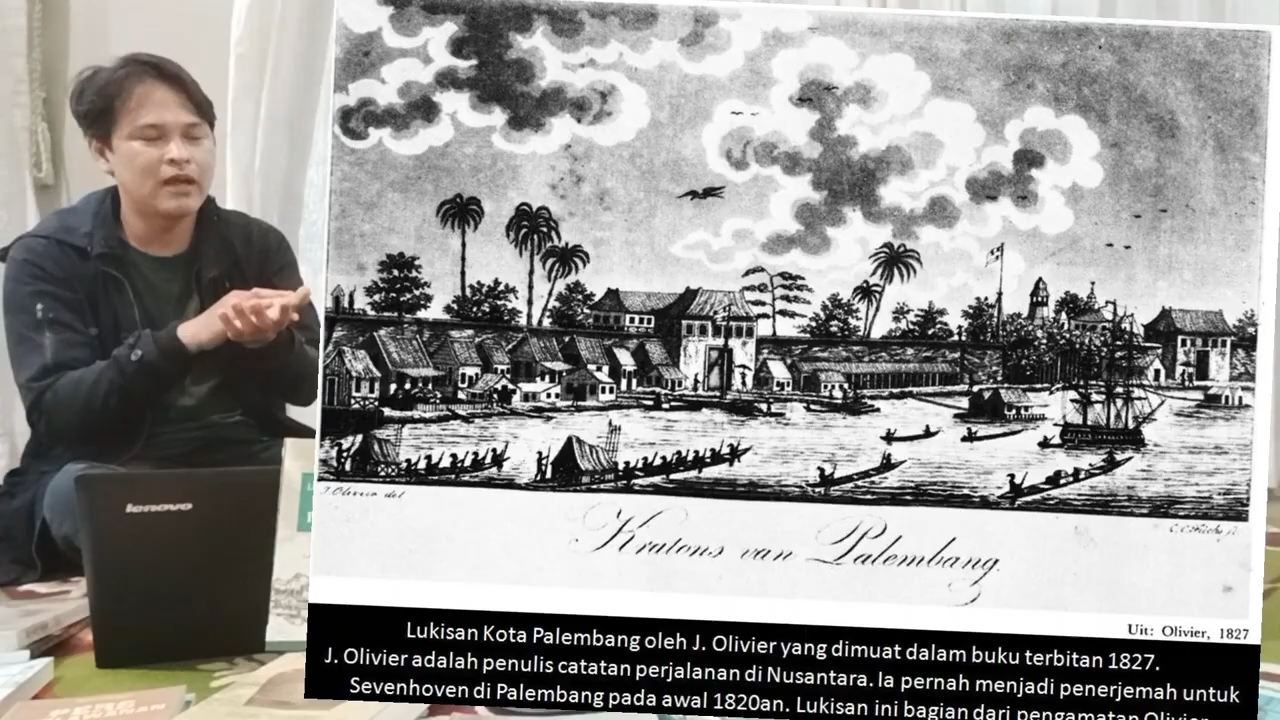 lenovo
J. Olivier del
Kratons van Palembang.
Uit: Olivier, 1827
Lukisan Kota Palembang oleh J. Olivier yang dimuat dalam buku terbitan 1827.
J. Olivier adalah penulis catatan perjalanan di Nusantara. Ia pernah menjadi penerjemah untuk
Sevenhoven di Palembang pada awal 1820an. Lukisan ini bagian dari pengamatan